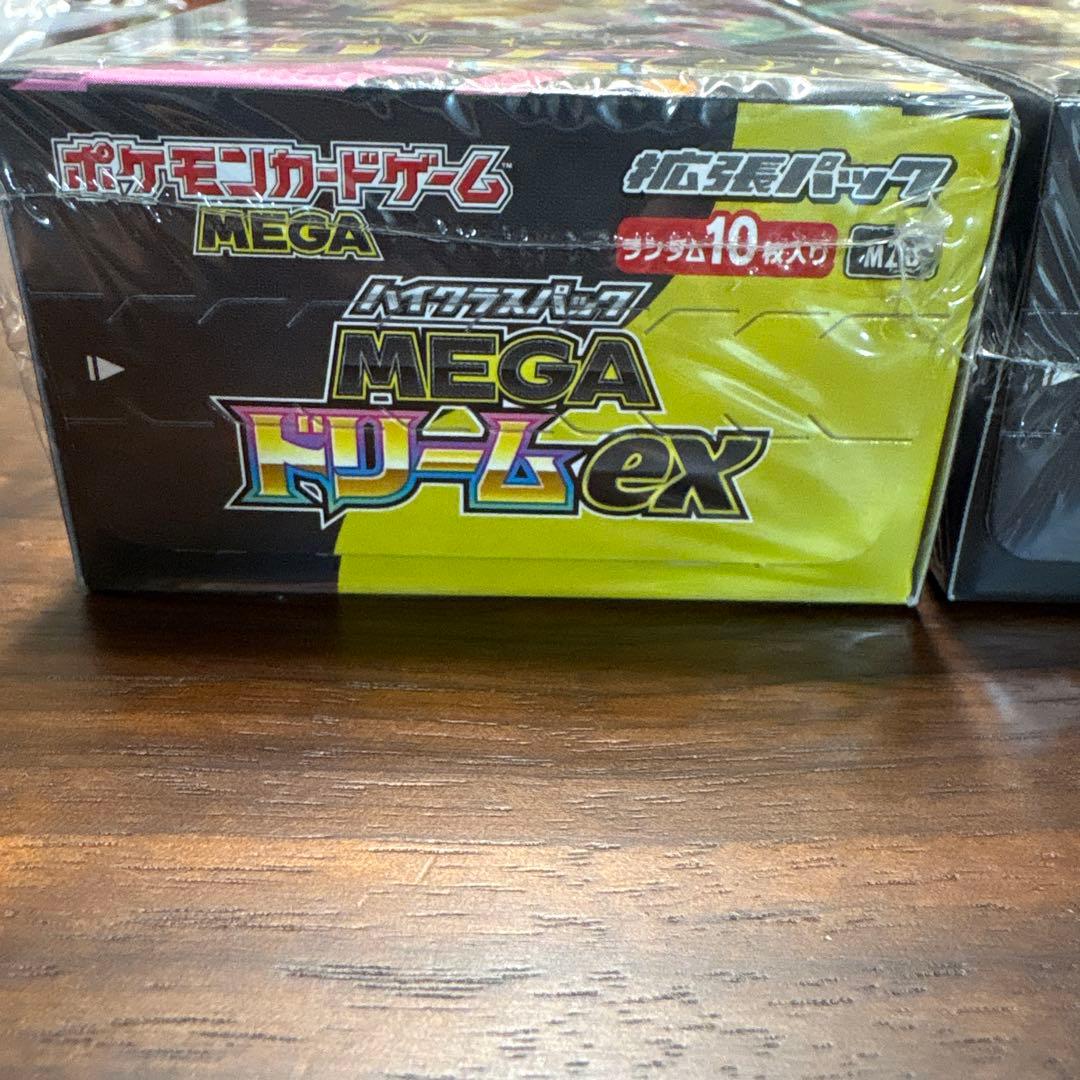 ポケモンカードゲーム™
MEGA
拡張パック
ランダム10枚入り
ハイクラスパック
MEGA
ドリームex